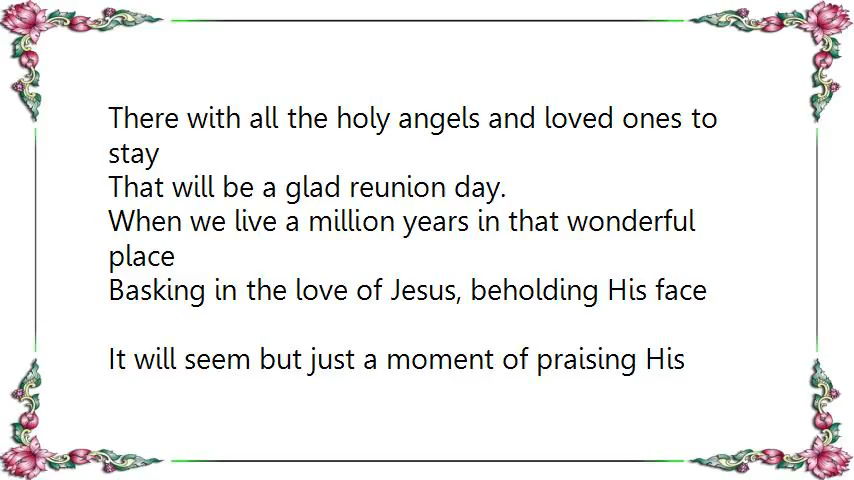 There with all the holy angels and loved ones to
stay
That will be a glad reunion day.
When we live a million years in that wonderful
place
Basking in the love of Jesus, beholding His face
It will seem but just a moment of praising His